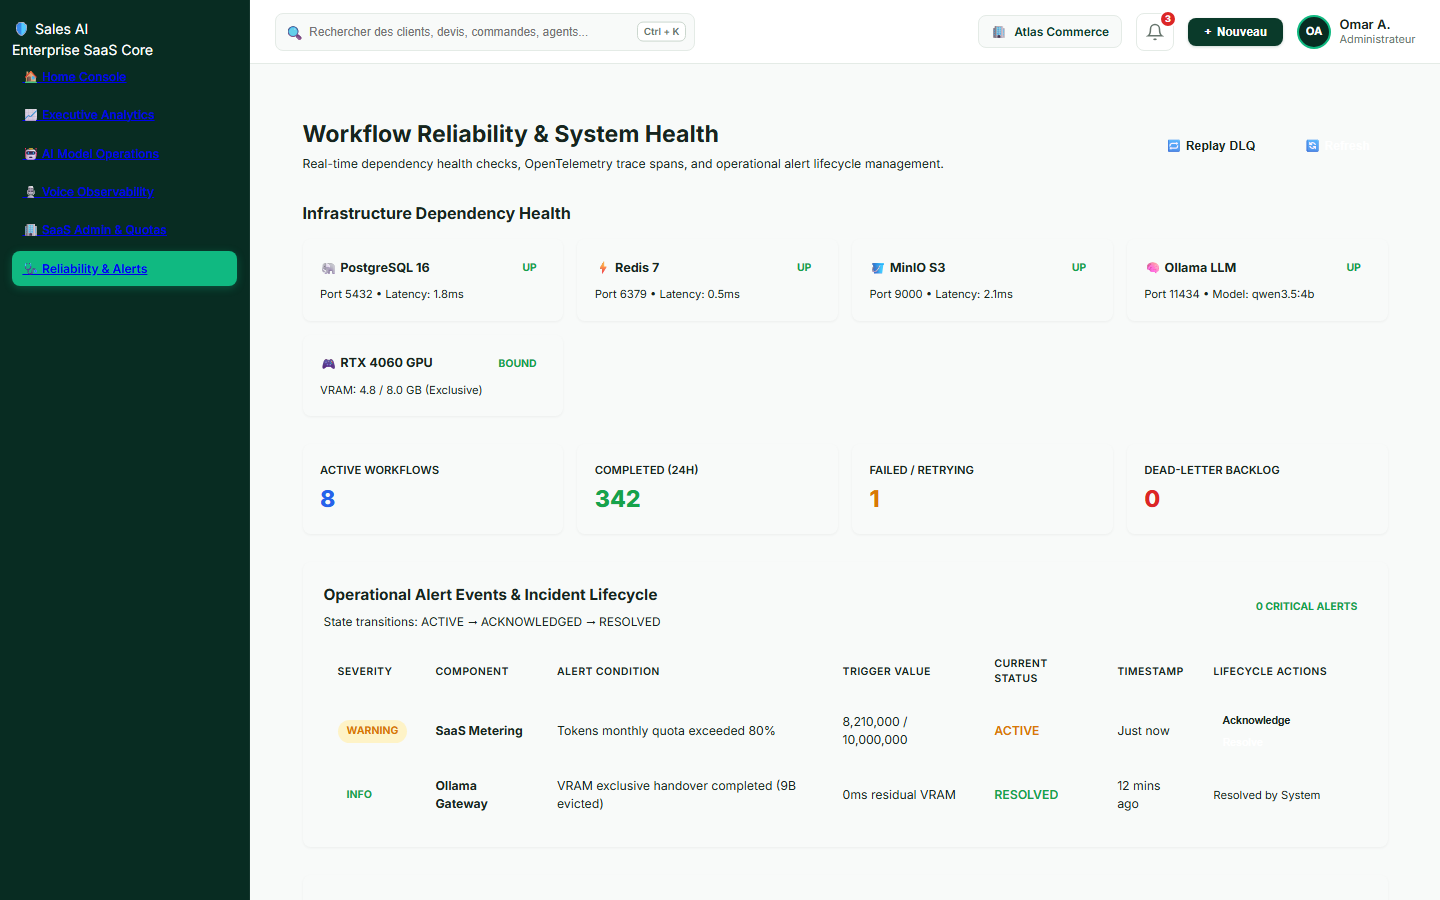 Sales AI
Enterprise SaaS Core
Home Console
Executive Analytics
AI Model Operations
Voice Observability
SaaS Admin & Quotas
Reliability & Alerts
Rechercher des clients, devis, commandes, agents...
Ctrl + K
Atlas Commerce
3
+ Nouveau
OA
Omar A.
Administrateur
Workflow Reliability & System Health
Real-time dependency health checks, OpenTelemetry trace spans, and operational alert lifecycle management.
Replay DLQ
Refresh
Infrastructure Dependency Health
PostgreSQL 16
UP
Port 5432 • Latency: 1.8ms
Redis 7
UP
Port 6379 • Latency: 0.5ms
MinIO S3
UP
Port 9000 • Latency: 2.1ms
Ollama LLM
UP
Port 11434 • Model: qwen3.5:4b
RTX 4060 GPU
BOUND
VRAM: 4.8 / 8.0 GB (Exclusive)
ACTIVE WORKFLOWS
8
COMPLETED (24H)
342
FAILED / RETRYING
1
DEAD-LETTER BACKLOG
0
Operational Alert Events & Incident Lifecycle
State transitions: ACTIVE → ACKNOWLEDGED → RESOLVED
0 CRITICAL ALERTS
SEVERITY
COMPONENT
ALERT CONDITION
TRIGGER VALUE
CURRENT
STATUS
TIMESTAMP
LIFECYCLE ACTIONS
WARNING
SaaS Metering
Tokens monthly quota exceeded 80%
8,210,000 /
10,000,000
ACTIVE
Just now
Acknowledge
Resolve
INFO
Ollama
Gateway
VRAM exclusive handover completed (9B
evicted)
0ms residual VRAM
RESOLVED
12 mins
ago
Resolved by System